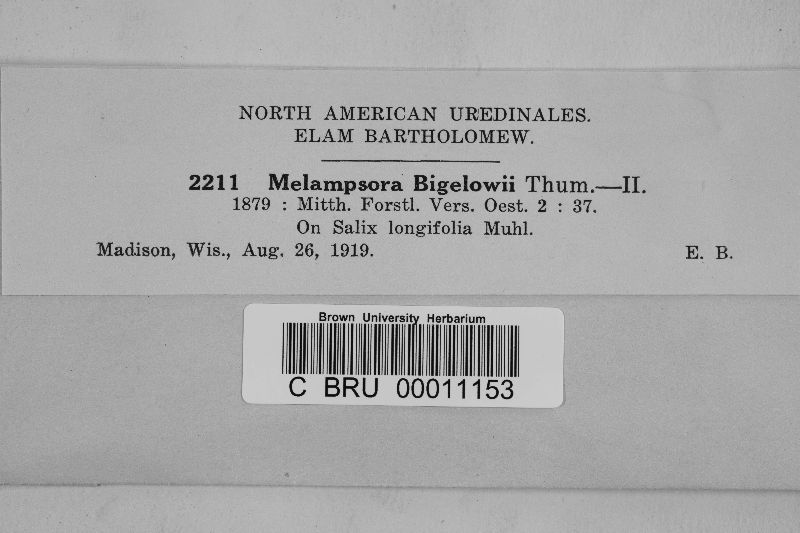 NORTH AMERICAN UREDINALES.
ELAM BARTHOLOMEW.
2211 Melampsora Bigelowii Thum.—II.
1879 : Mitth. Forstl. Vers. Oest. 2 : 37.
On Salix longifolia Muhl.
Madison, Wis., Aug. 26, 1919. E. B.
Brown University Herbarium
C BRU 00011153